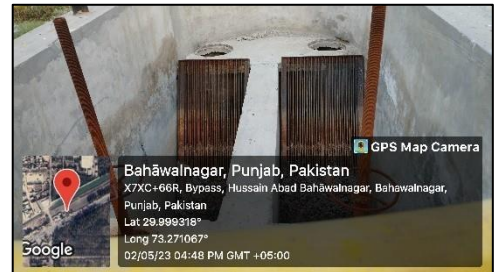 GPS Map Camera
Bahāwalnagar, Punjab, Pakistan
X7XC+66R, Bypass, Hussain Abad Bahāwalnagar, Bahawalnagar,
Punjab, Pakistan
Lat 29.999318°
Long 73.271067°
02/05/23 04:48 PM GMT +05:00
Google